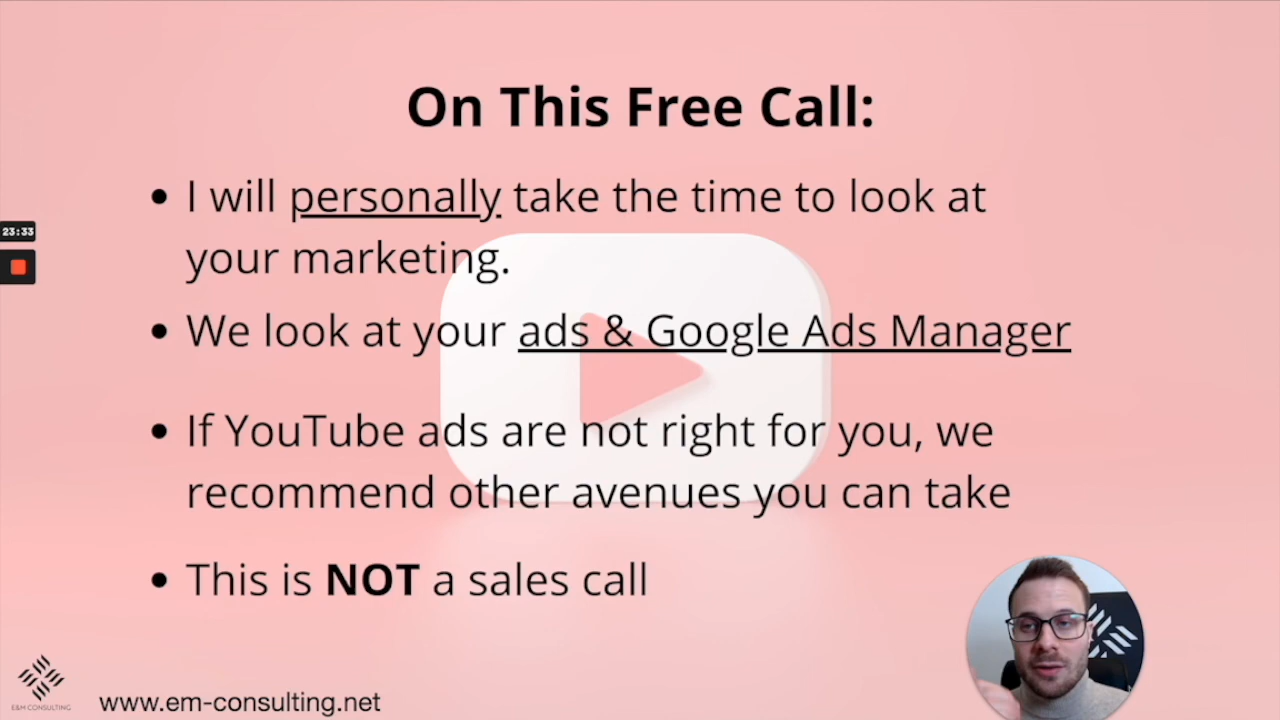 On This Free Call:
• I will personally take the time to look at
your marketing.
23:33
• We look at your ads & Google Ads Manager
• If YouTube ads are not right for you, we
recommend other avenues you can take
• This is NOT a sales call
E&M CONSULTING
www.em-consulting.net